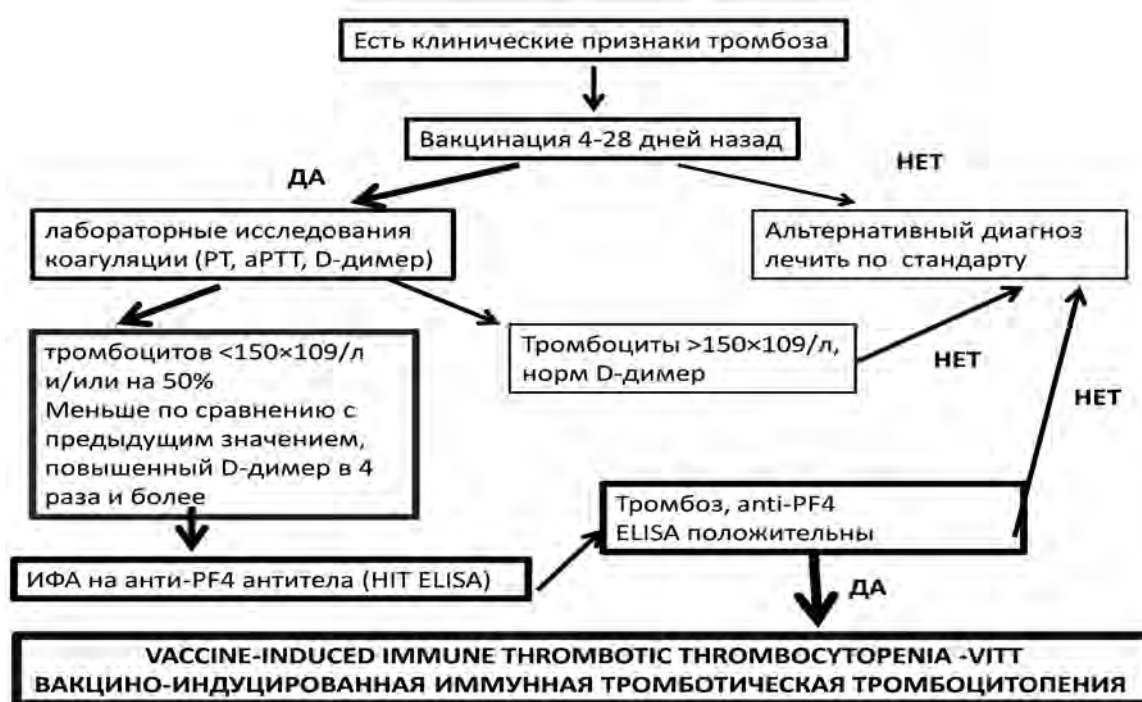 Есть клинические признаки тромбоза
Вакцинация 4-28 дней назад
ДА
НЕТ
лабораторные исследования
коагуляции (PT, aPTT, D-димер)
Альтернативный диагноз
лечить по стандарту
тромбоцитов <150×109/л
и/или на 50%
Меньше по сравнению с
предыдущим значением,
повышенный D-димер в 4
раза и более
Тромбоциты >150×109/л,
норм D-димер
НЕТ
НЕТ
Тромбоз, anti-PF4
ELISA положительны
ИФА на анти-PF4 антитела (HIT ELISA)
ДА
VACCINE-INDUCED IMMUNE THROMBOTIC THROMBOCYTOPENIA -VITT
ВАКЦИНО-ИНДУЦИРОВАННАЯ ИММУННАЯ ТРОМБОТИЧЕСКАЯ ТРОМБОЦИТОПЕНИЯ